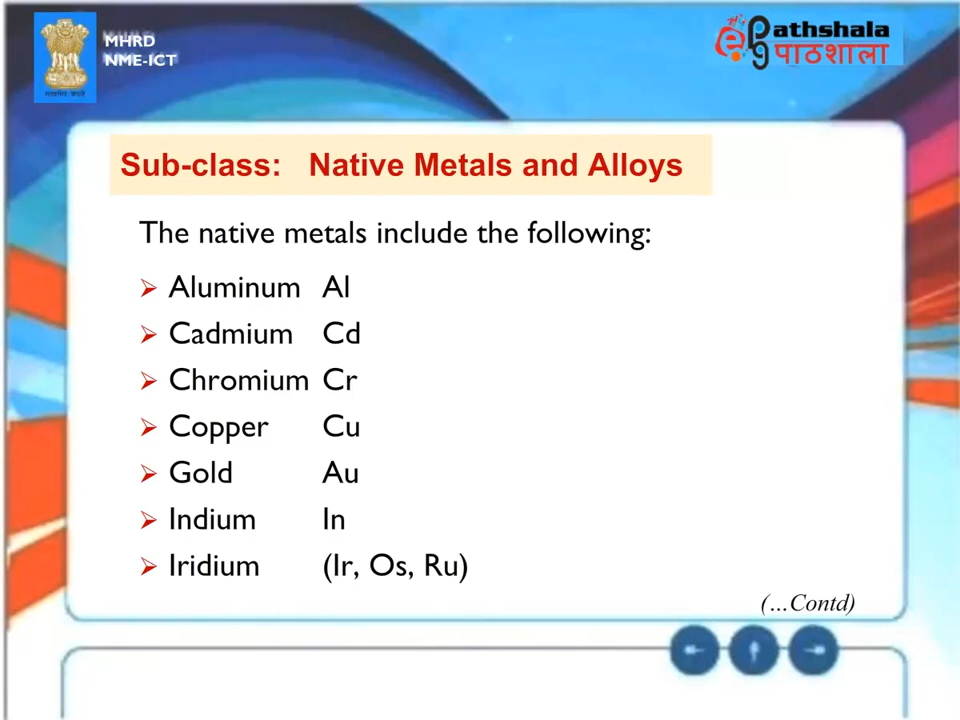 MHRD
NME-ICT
Pathshala
पाठशाला
Sub-class: Native Metals and Alloys
The native metals include the following:
Aluminum Al
Cadmium Cd
Chromium Cr
Copper Cu
Gold Au
Indium In
Iridium (Ir, Os, Ru)
(...Contd)